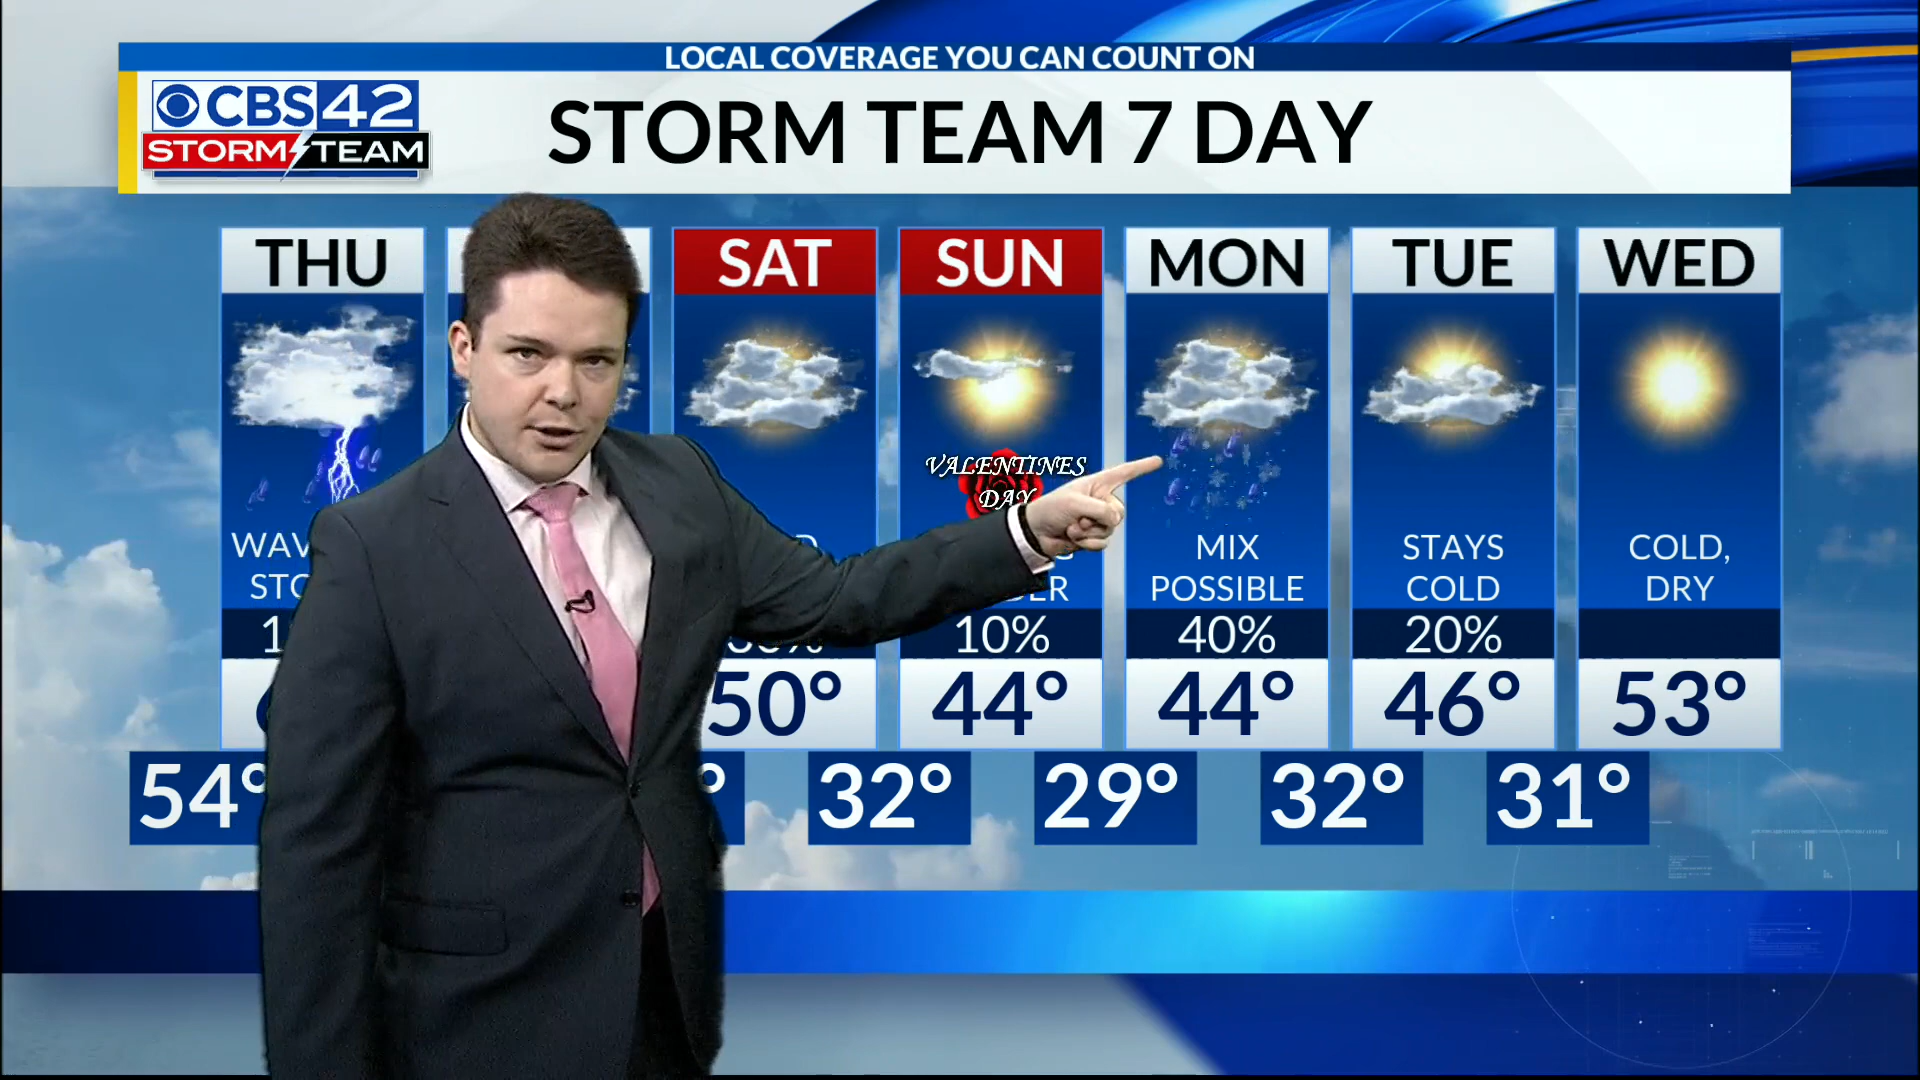 LOCAL COVERAGE YOU CAN COUNT ON
CBS 42
STORM TEAM
STORM TEAM 7 DAY
THU
SAT
SUN
MON
TUE
WED
VALENTINES
DAY
MIX
POSSIBLE
STAYS
COLD
COLD,
DRY
10%
40%
20%
50°
44°
44°
46°
53°
54°
32°
29°
32°
31°